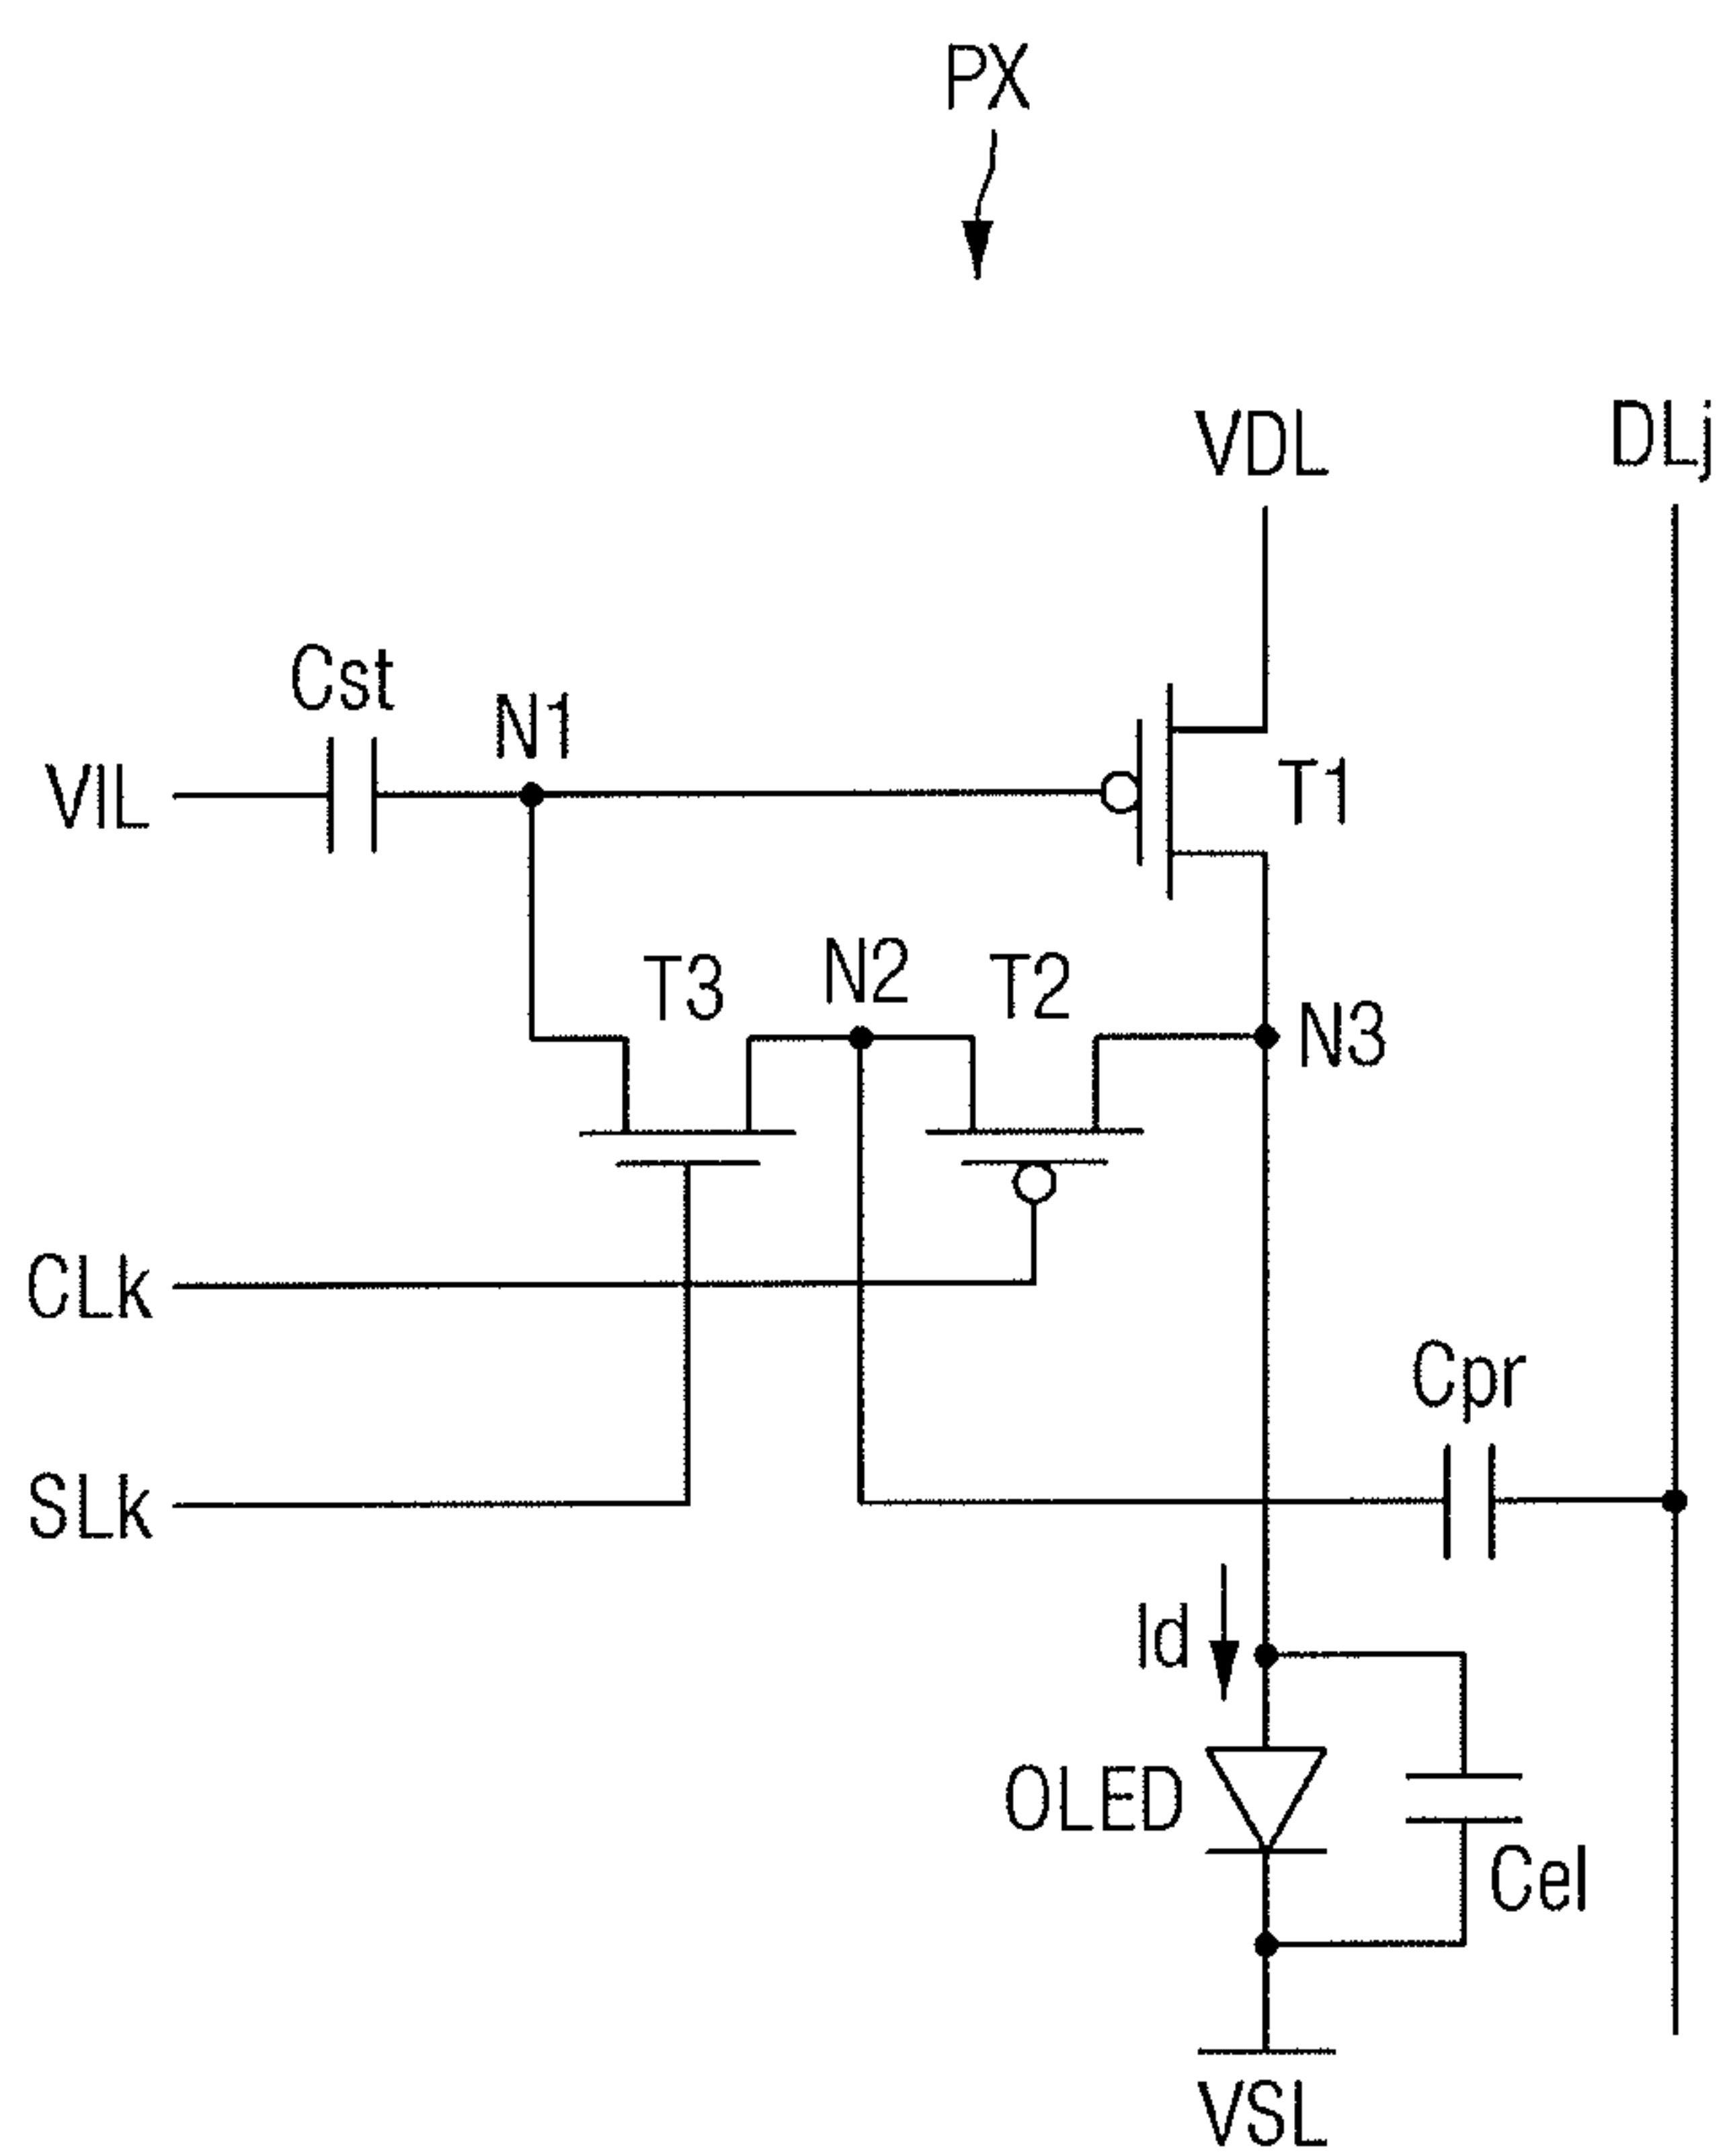 PX
VDL
DLj
Cst
N1
VIL
T1
T3
N2
T2
N3
CLk
Cpr
SLk
Id
OLED
Cel
VSL